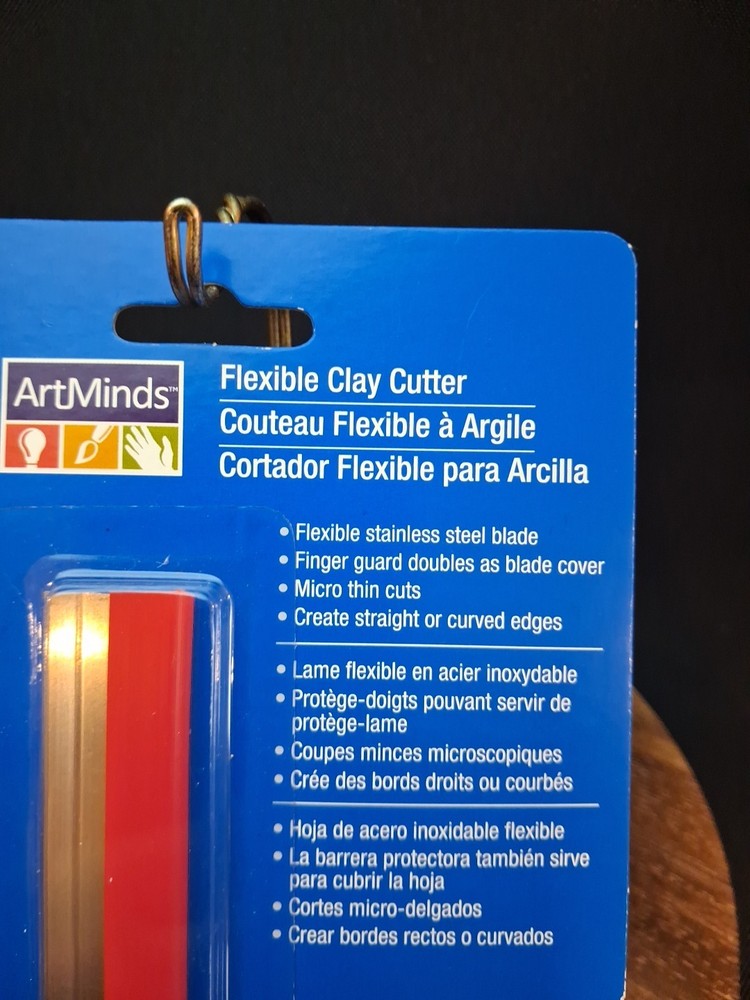 ArtMinds™
Flexible Clay Cutter
Couteau Flexible à Argile
Cortador Flexible para Arcilla
• Flexible stainless steel blade
• Finger guard doubles as blade cover
• Micro thin cuts
• Create straight or curved edges
• Lame flexible en acier inoxydable
• Protège-doigts pouvant servir de
protège-lame
• Coupes minces microscopiques
• Crée des bords droits ou courbés
• Hoja de acero inoxidable flexible
• La barrera protectora también sirve
para cubrir la hoja
• Cortes micro-delgados
• Crear bordes rectos o curvados